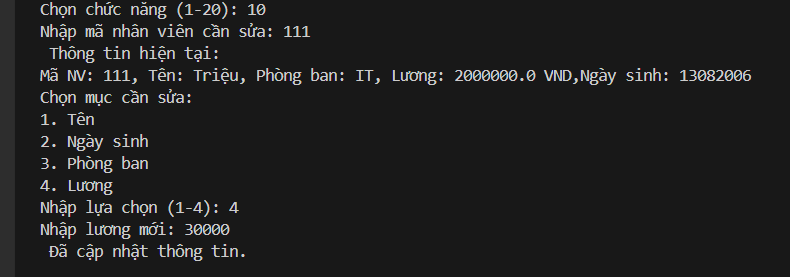 Chọn chức năng (1-20): 10
Nhập mã nhân viên cần sửa: 111
Thông tin hiện tại:
Mã NV: 111, Tên: Triệu, Phòng ban: IT, Lương: 2000000.0 VND,Ngày sinh: 13082006
Chọn mục cần sửa:
1. Tên
2. Ngày sinh
3. Phòng ban
4. Lương
Nhập lựa chọn (1-4): 4
Nhập lương mới: 30000
Đã cập nhật thông tin.